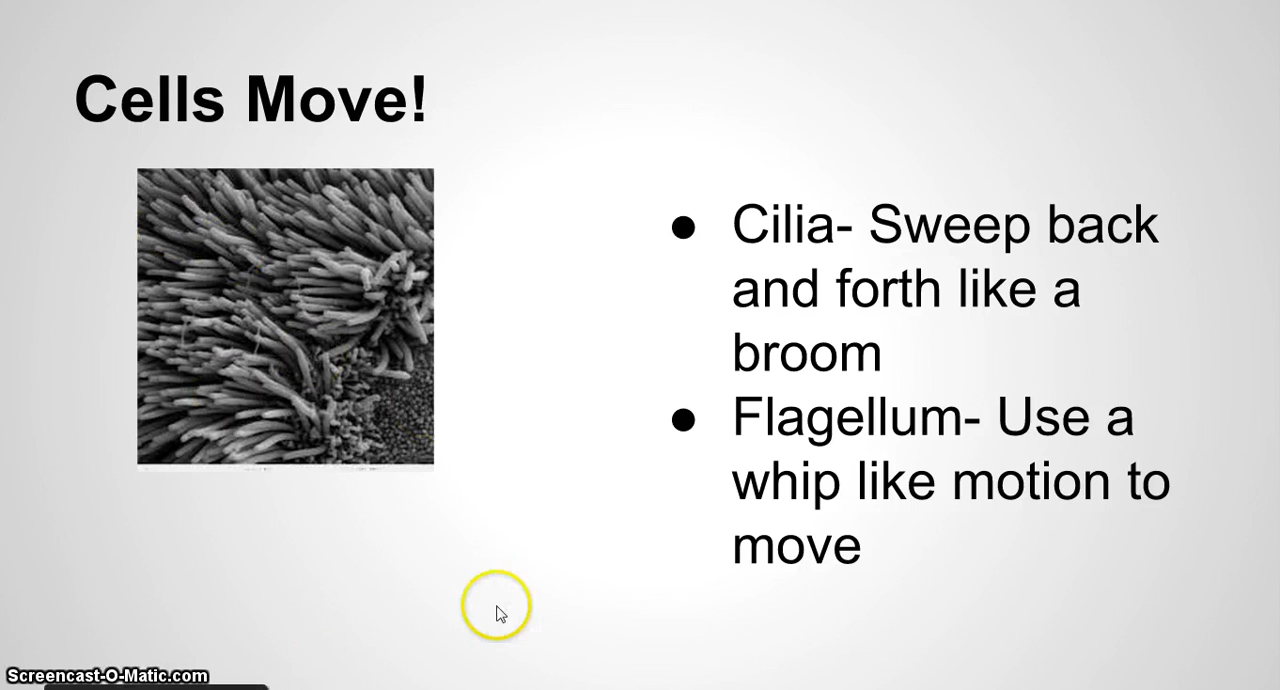 Cells Move!
● Cilia- Sweep back
and forth like a
broom
● Flagellum- Use a
whip like motion to
move
Screencast-O-Matic.com